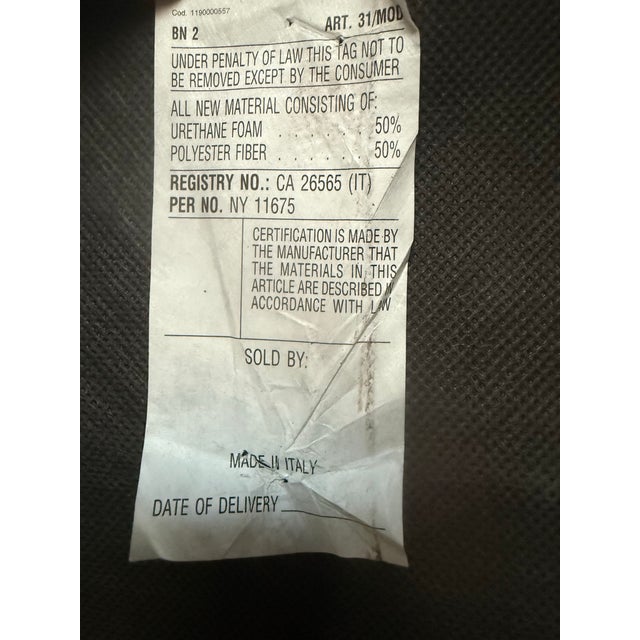 Cod. 1190000557
BN 2 ART. 31/MOD
UNDER PENALTY OF LAW THIS TAG NOT TO
BE REMOVED EXCEPT BY THE CONSUMER
ALL NEW MATERIAL CONSISTING OF:
URETHANE FOAM . . . . . . 50%
POLYESTER FIBER . . . . . . 50%
REGISTRY NO.: CA 26565 (IT)
PER NO. NY 11675
CERTIFICATION IS MADE BY
THE MANUFACTURER THAT
THE MATERIALS IN THIS
ARTICLE ARE DESCRIBED IN
ACCORDANCE WITH LAW
SOLD BY:
MADE IN ITALY
DATE OF DELIVERY